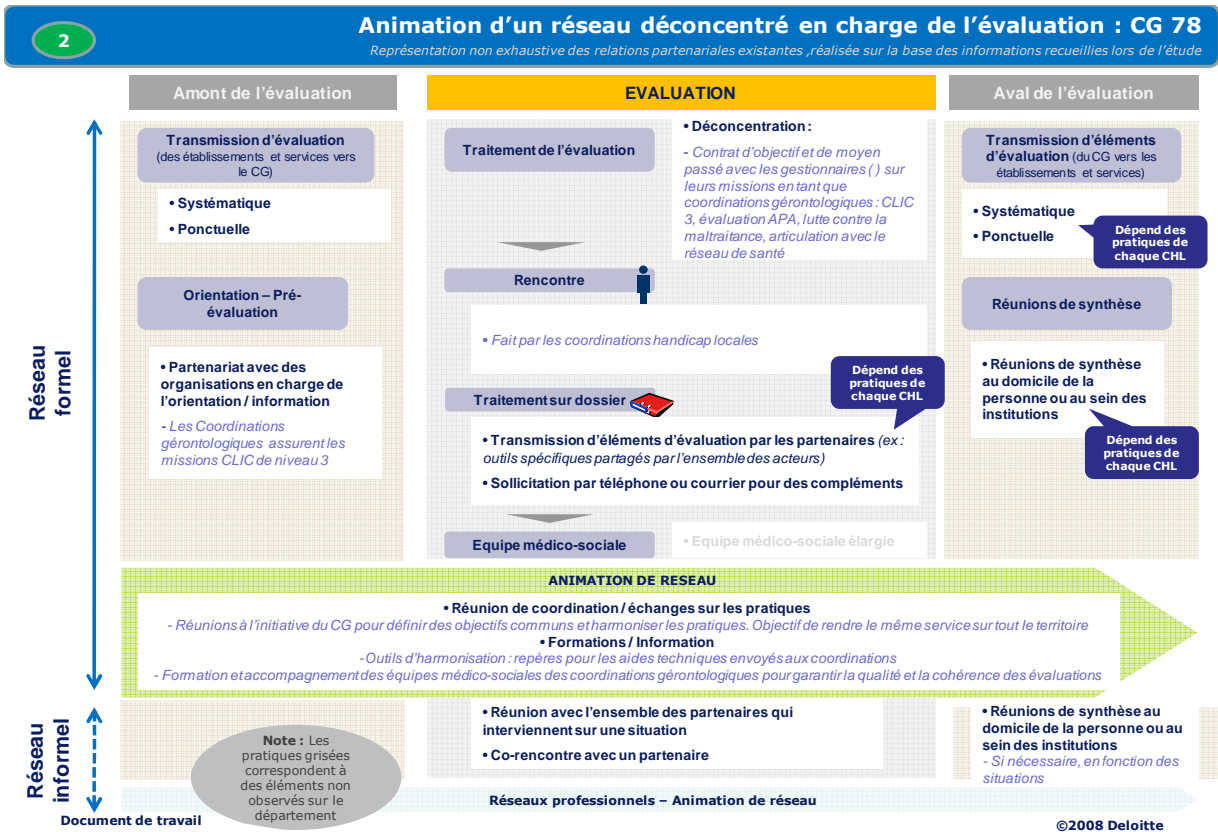 2
Animation d'un réseau déconcentré en charge de l'évaluation : CG 78
Représentation non exhaustive des relations partenariales existantes ,réalisée sur la base des informations recueillies lors de l'étude
Amont de l'évaluation
EVALUATION
Aval de l'évaluation
Réseau
formel
Transmission d'évaluation
(des établissements et services vers
le CG)
• Systématique
• Ponctuelle
Orientation – Pré-
évaluation
• Partenariat avec des
organisations en charge de
l'orientation / information
- Les Coordinations
gérontologiques assurent les
missions CLIC de niveau 3
Traitement de l'évaluation
• Déconcentration :
- Contrat d'objectif et de moyen
passé avec les gestionnaires ( ) sur
leurs missions en tant que
coordinations gérontologiques : CLIC
3, évaluation APA, lutte contre la
maltraitance, articulation avec le
réseau de santé
Rencontre
• Fait par les coordinations handicap locales
Dépend des
pratiques de
chaque CHL
Traitement sur dossier
• Transmission d'éléments d'évaluation par les partenaires (ex :
outils spécifiques partagés par l'ensemble des acteurs)
• Sollicitation par téléphone ou courrier pour des compléments
Equipe médico-sociale
• Equipe médico-sociale élargie
Transmission d'éléments
d'évaluation (du CG vers les
établissements et services)
• Systématique
• Ponctuelle
Dépend des
pratiques de
chaque CHL
Réunions de synthèse
• Réunions de synthèse
au domicile de la
personne ou au sein des
institutions
Dépend des
pratiques de
chaque CHL
ANIMATION DE RESEAU
• Réunion de coordination / échanges sur les pratiques
- Réunions à l'initiative du CG pour définir des objectifs communs et harmoniser les pratiques. Objectif de rendre le même service sur tout le territoire
• Formations / Information
-Outils d'harmonisation : repères pour les aides techniques envoyés aux coordinations
- Formation et accompagnement des équipes médico-sociales des coordinations gérontologiques pour garantir la qualité et la cohérence des évaluations
Réseau
informel
Note : Les
pratiques grisées
correspondent à
des éléments non
observés sur le
département
• Réunion avec l'ensemble des partenaires qui
interviennent sur une situation
• Co-rencontre avec un partenaire
• Réunions de synthèse au
domicile de la personne ou au
sein des institutions
- Si nécessaire, en fonction des
situations
Réseaux professionnels – Animation de réseau
Document de travail
©2008 Deloitte